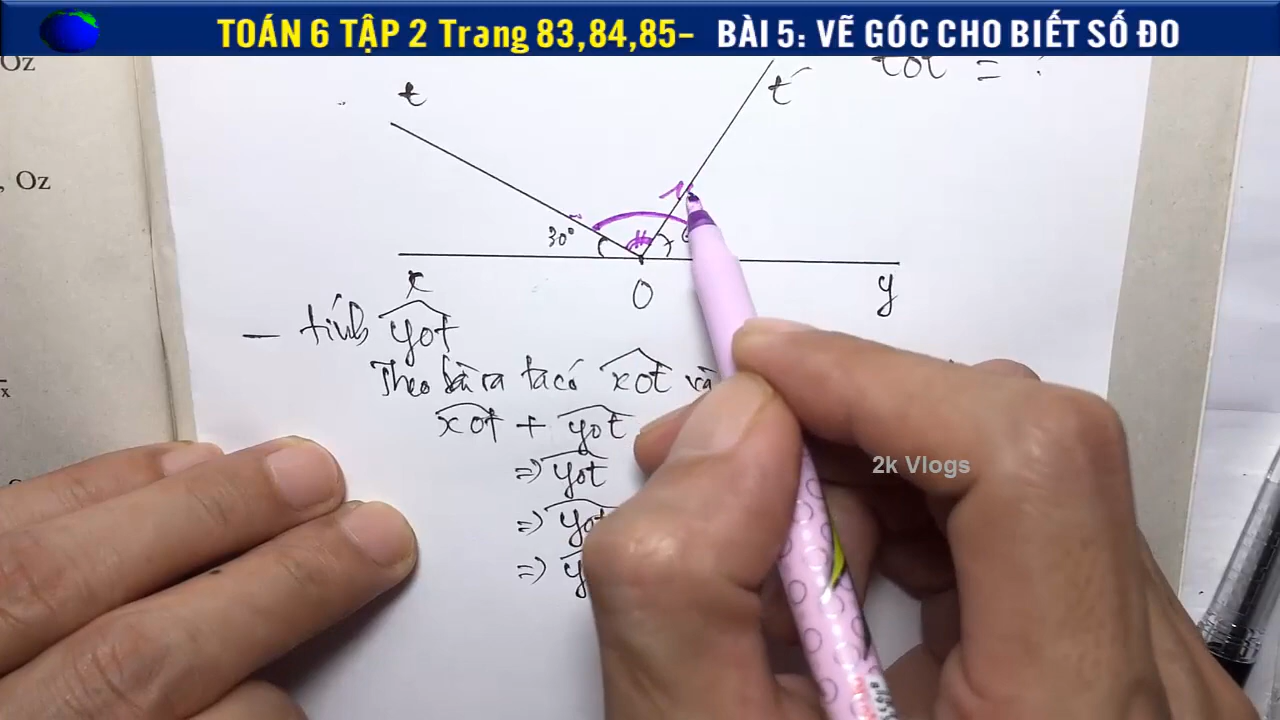 TOÁN 6 TẬP 2 Trang 83,84,85- BÀI 5: VẼ GÓC CHO BIẾT SỐ ĐO
Oz
, Oz
t
t'
tot = ?
30°
x
O
y
- tính yot
Theo bài ra ta có xot và
xot + yot
=> yot
=> yot
=> y
2k Vlogs